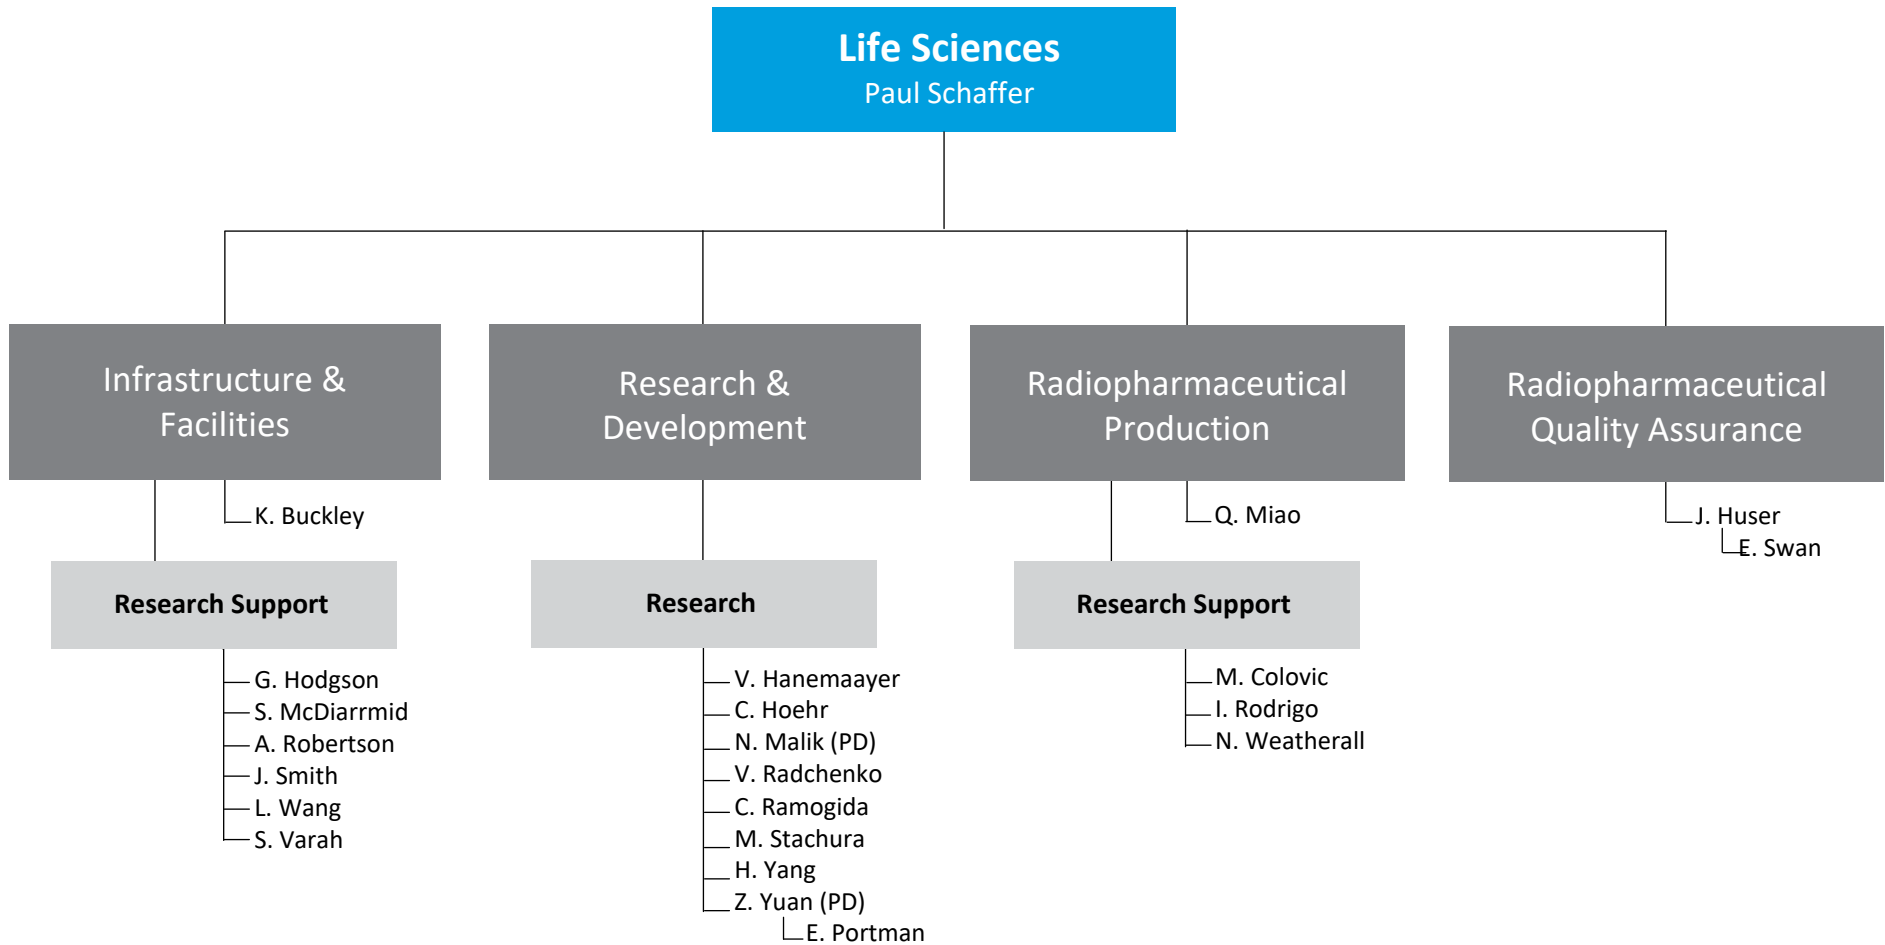 Life Sciences
Paul Schaffer
Infrastructure &
Facilities
K. Buckley
Research Support
G. Hodgson
S. McDiarrmid
A. Robertson
J. Smith
L. Wang
S. Varah
Research &
Development
Research
V. Hanemaayer
C. Hoehr
N. Malik (PD)
V. Radchenko
C. Ramogida
M. Stachura
H. Yang
Z. Yuan (PD)
E. Portman
Radiopharmaceutical
Production
Q. Miao
Research Support
M. Colovic
I. Rodrigo
N. Weatherall
Radiopharmaceutical
Quality Assurance
J. Huser
E. Swan